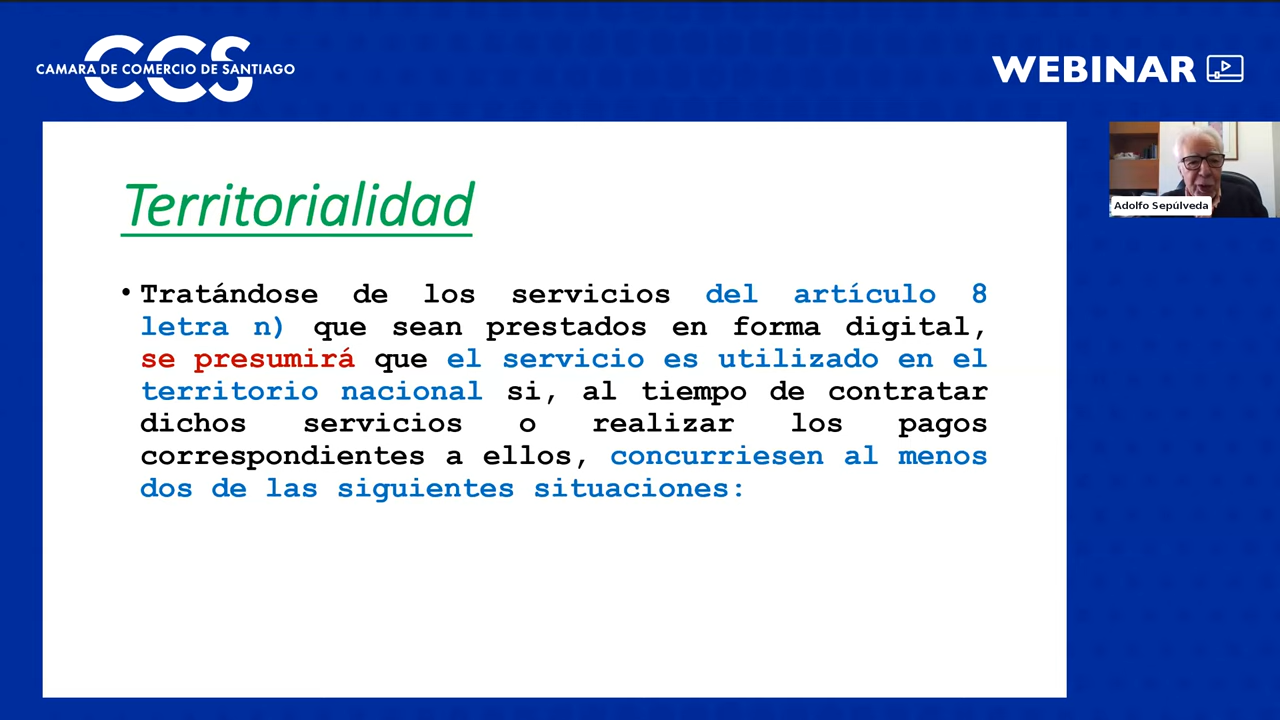 CCS
CAMARA DE COMERCIO DE SANTIAGO
WEBINAR
Territorialidad
• Tratándose de los servicios del artículo 8
letra n) que sean prestados en forma digital,
se presumirá que el servicio es utilizado en el
territorio nacional si, al tiempo de contratar
dichos servicios o realizar los pagos
correspondientes a ellos, concurriesen al menos
dos de las siguientes situaciones:
Adolfo Sepúlveda